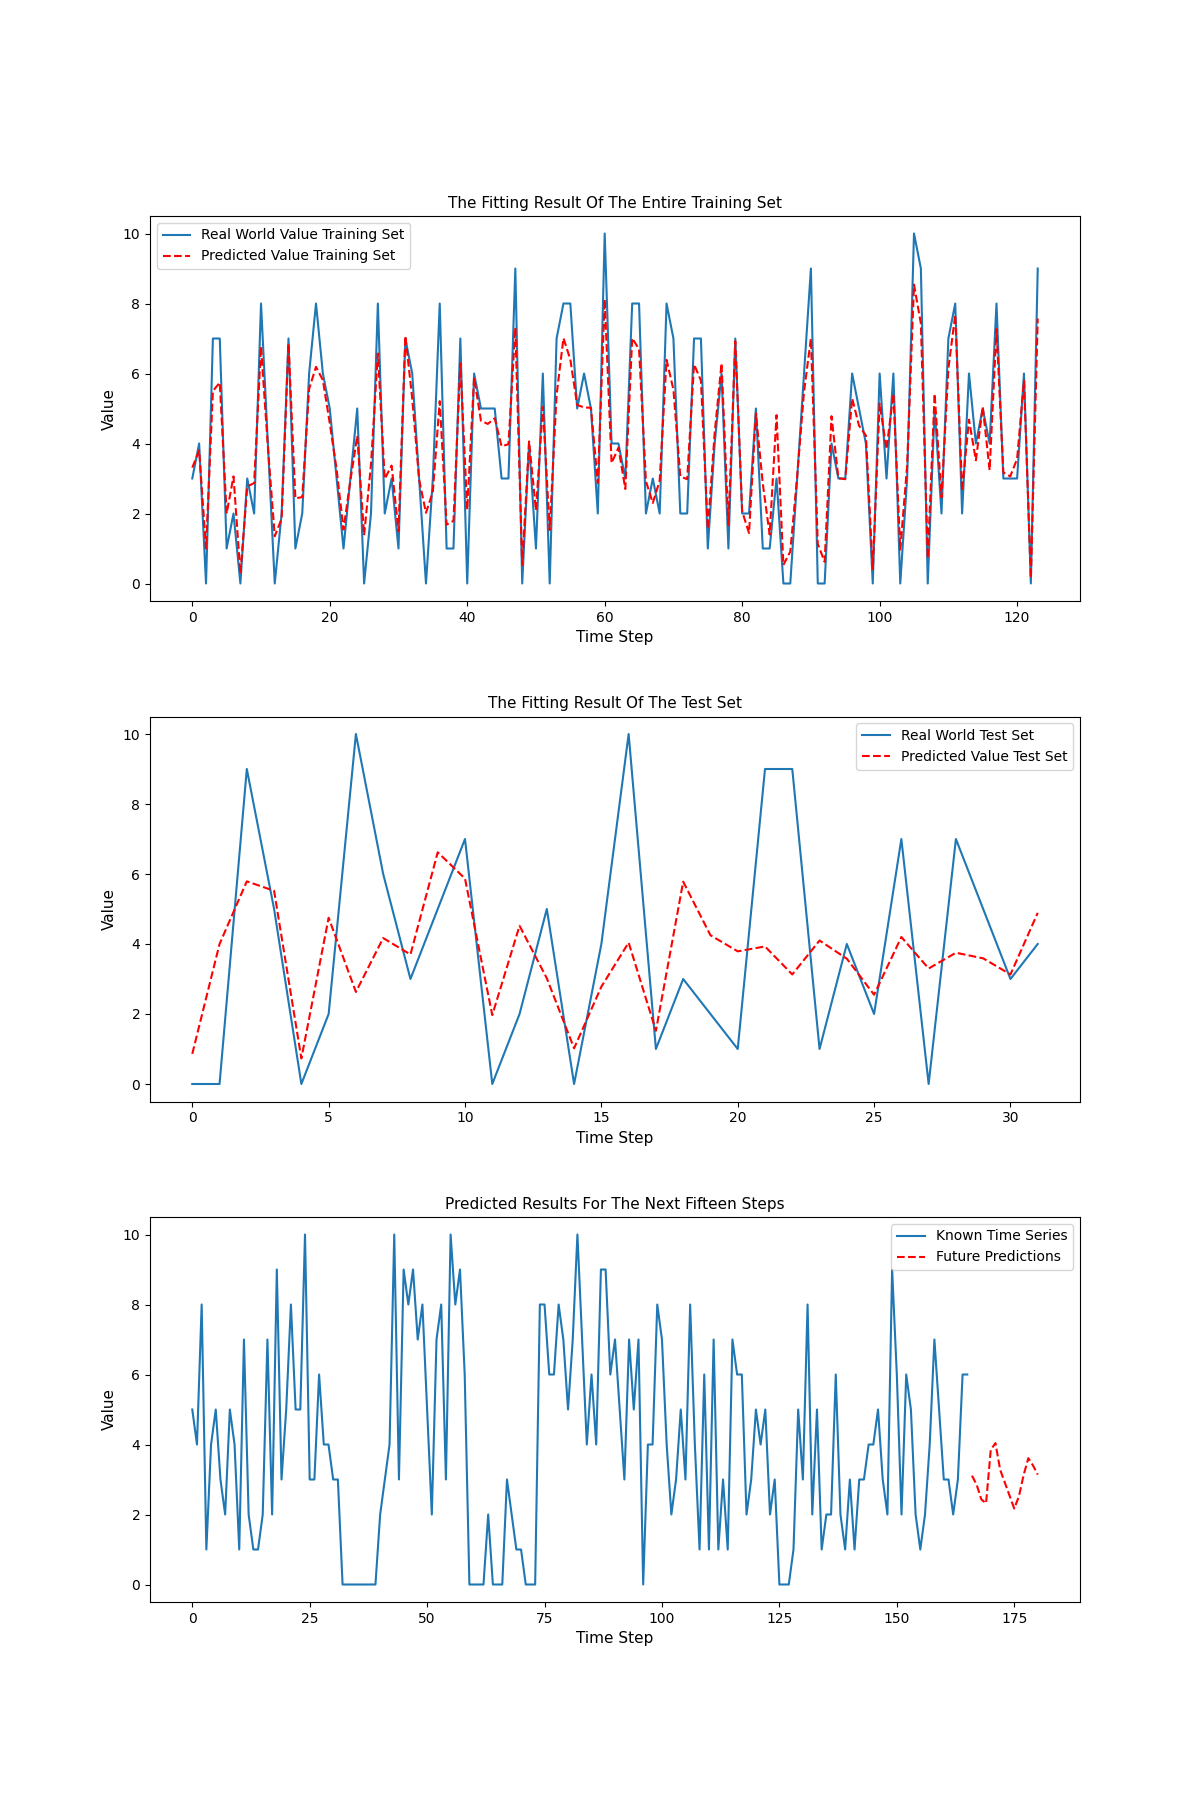 The Fitting Result Of The Entire Training Set
Real World Value Training Set
Predicted Value Training Set
Value
10
8
6
4
2
0
0 20 40 60 80 100 120
Time Step
The Fitting Result Of The Test Set
Real World Test Set
Predicted Value Test Set
Value
10
8
6
4
2
0
0 5 10 15 20 25 30
Time Step
Predicted Results For The Next Fifteen Steps
Known Time Series
Future Predictions
Value
10
8
6
4
2
0
0 25 50 75 100 125 150 175
Time Step